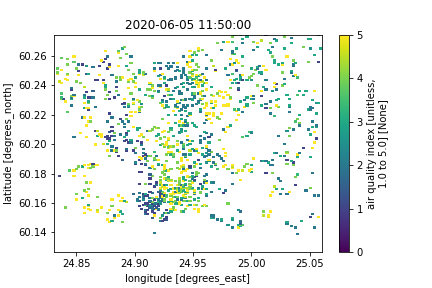 2020-06-05 11:50:00
60.26
60.24
60.22
60.20
60.18
60.16
60.14
latitude [degrees_north]
24.85 24.90 24.95 25.00 25.05
longitude [degrees_east]
5
4
3
2
1
0
air quality index [unitless,
1.0 to 5.0] [None]